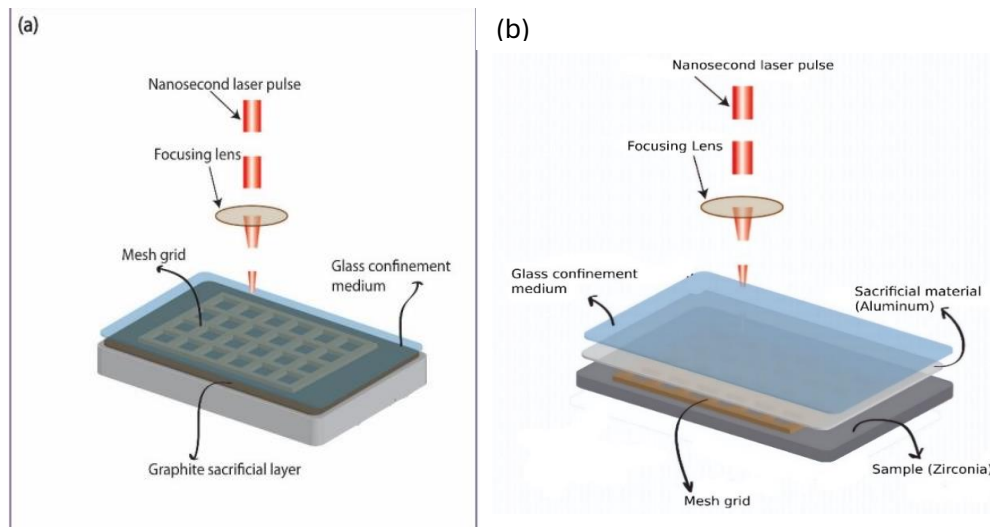 (a)
Nanosecond laser pulse
Focusing lens
Mesh grid
Glass confinement
medium
Graphite sacrificial layer
(b)
Nanosecond laser pulse
Focusing Lens
Glass confinement
medium
Sacrificial material
(Aluminum)
Sample (Zirconia)
Mesh grid